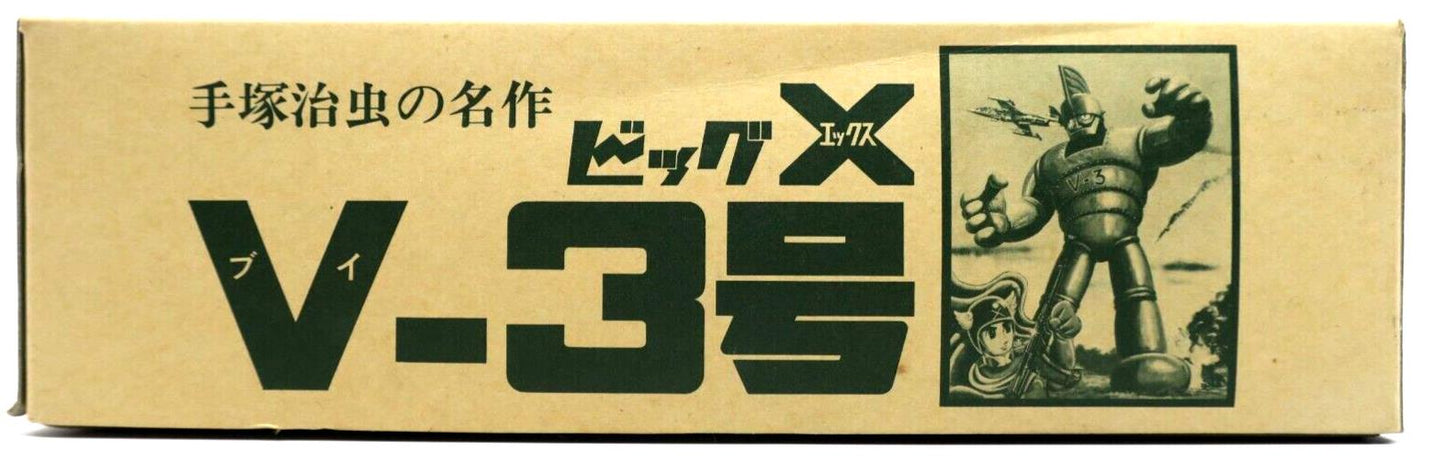 手塚治虫の名作
ビッグX
エックス
V-3号
ブイ
V-3